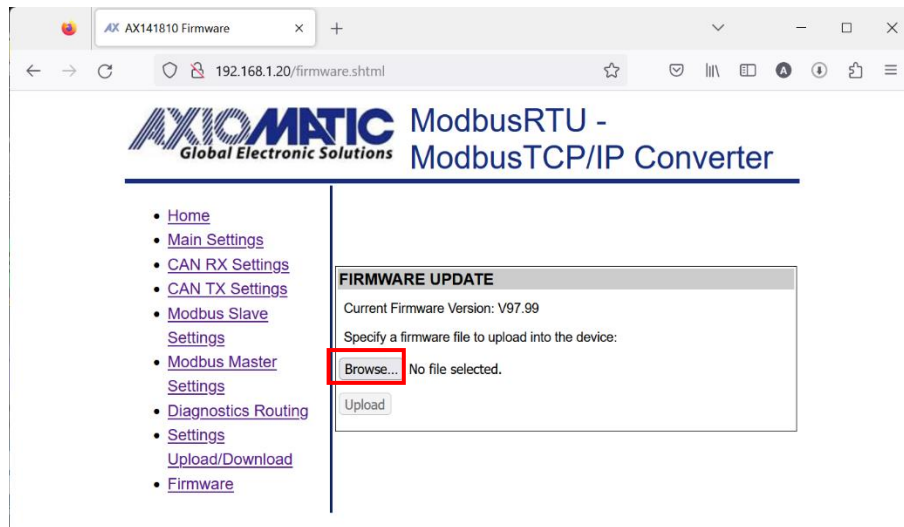 AX AX141810 Firmware
192.168.1.20/firmware.shtml
A
AXIOMATIC
Global Electronic Solutions
ModbusRTU -
ModbusTCP/IP Converter
Home
Main Settings
CAN RX Settings
CAN TX Settings
Modbus Slave
Settings
Modbus Master
Settings
Diagnostics Routing
Settings
Upload/Download
Firmware
FIRMWARE UPDATE
Current Firmware Version: V97.99
Specify a firmware file to upload into the device:
Browse... No file selected.
Upload